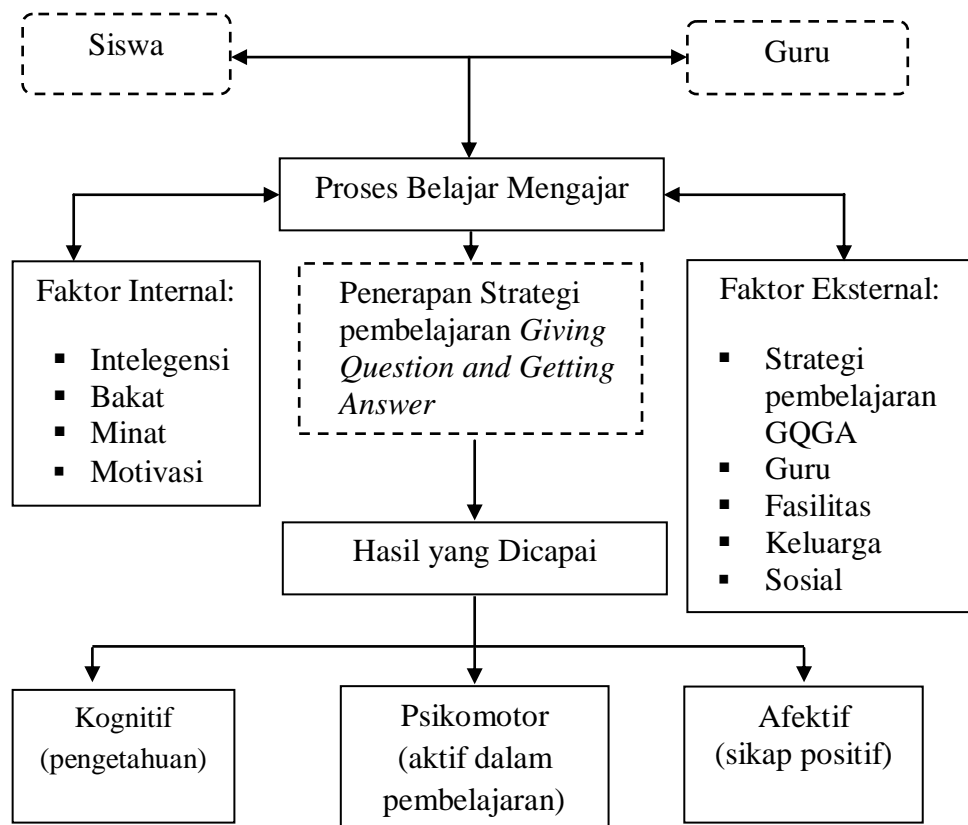 Siswa
Guru
Proses Belajar Mengajar
Faktor Internal:
▪ Intelegensi
▪ Bakat
▪ Minat
▪ Motivasi
Penerapan Strategi
pembelajaran Giving
Question and Getting
Answer
Faktor Eksternal:
▪ Strategi
pembelajaran
GQGA
▪ Guru
▪ Fasilitas
▪ Keluarga
▪ Sosial
Hasil yang Dicapai
Kognitif
(pengetahuan)
Psikomotor
(aktif dalam
pembelajaran)
Afektif
(sikap positif)